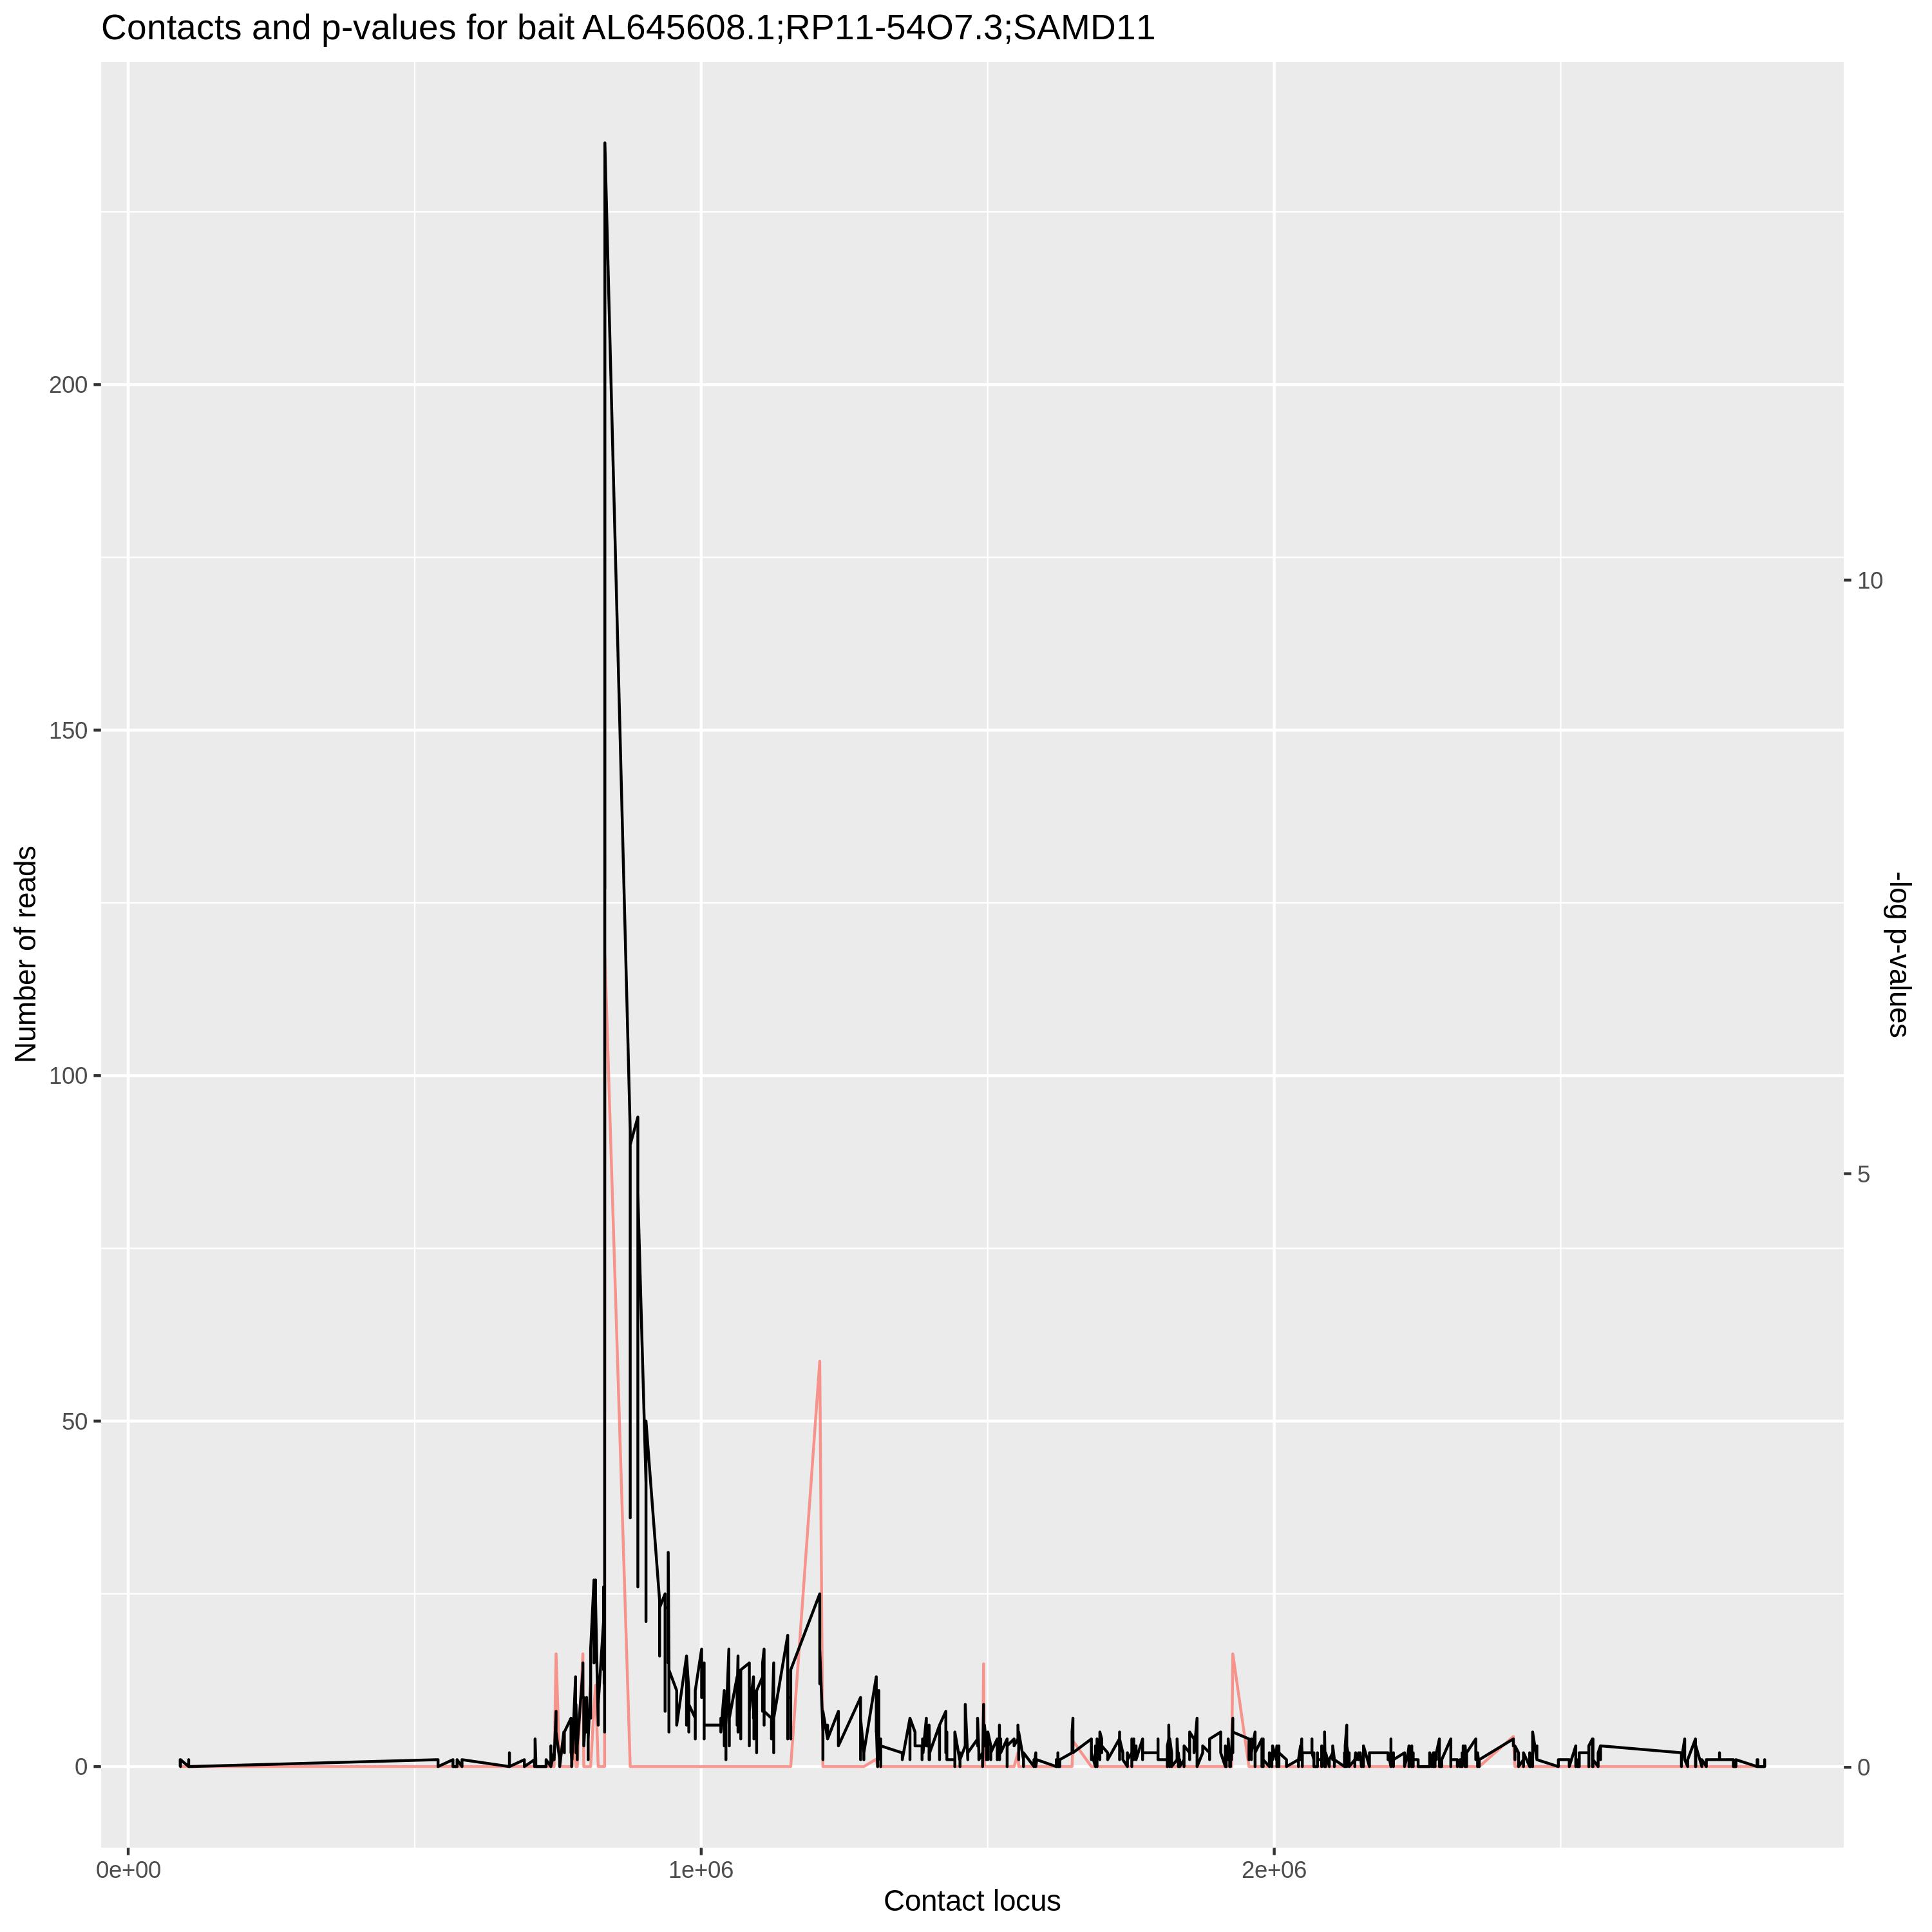 Contacts and p-values for bait AL645608.1;RP11-54O7.3;SAMD11
200
150
100
50
0
Number of reads
10
5
0
-log p-values
0e+00
1e+06
2e+06
Contact locus